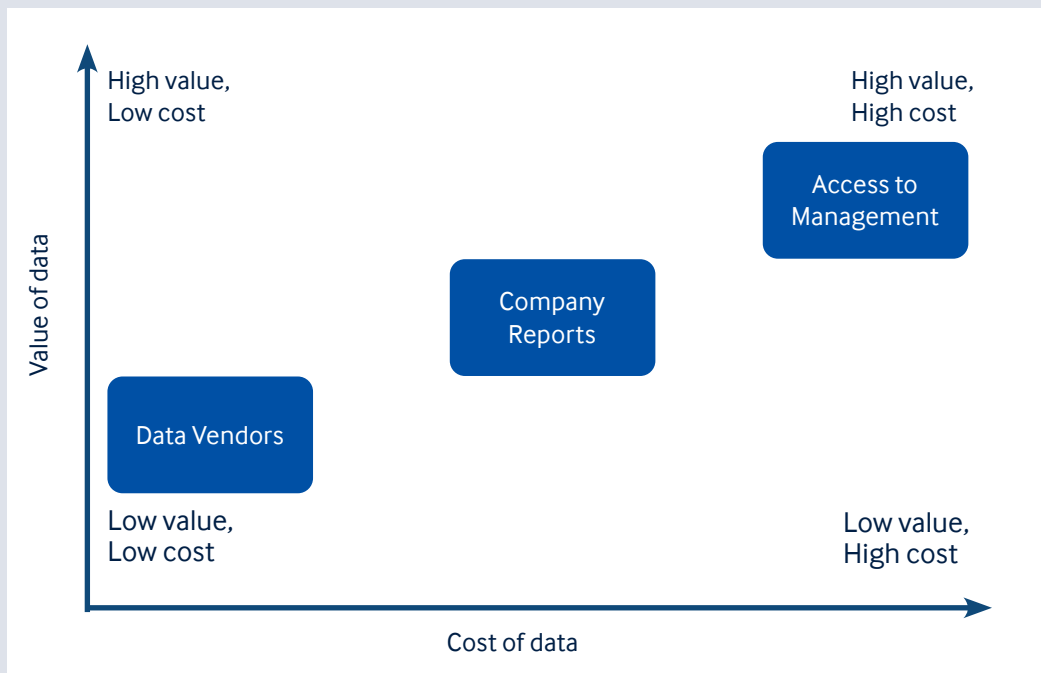 High value,
Low cost
High value,
High cost
Access to
Management
Company
Reports
Value of data
Data Vendors
Low value,
Low cost
Low value,
High cost
Cost of data